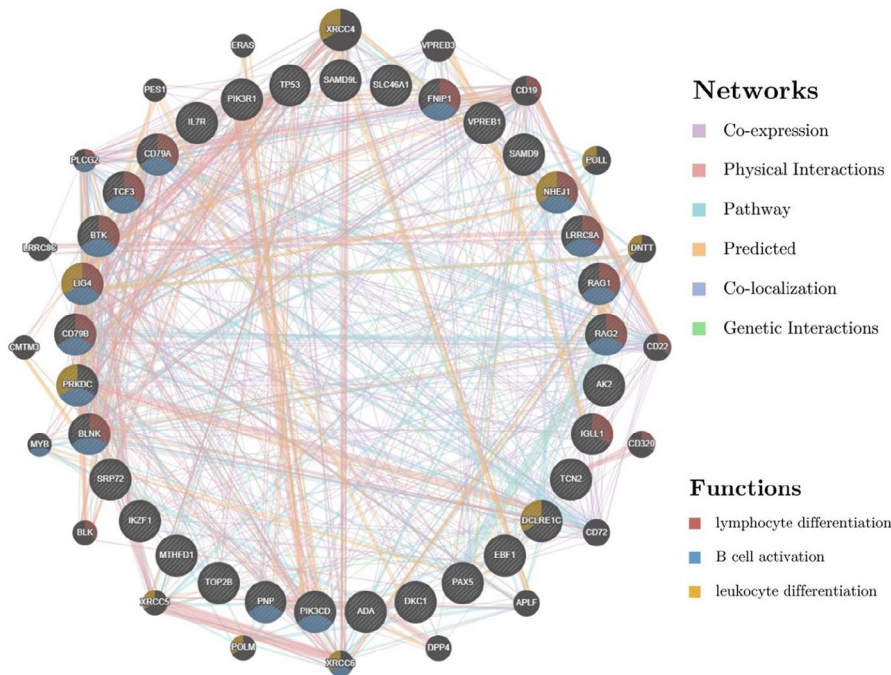 XRCC4
ERAS
VPREB3
TP53
SAMD9L
SLC46A1
PES1
PIK3R1
FNIP1
CD19
IL7R
VPREB1
PLCG2
CD79A
SAMD9
POLL
TCF3
NHEJ1
LRRC8C
BTK
LRRC8A
DNTT
LIG4
RAG1
CMTM3
CD79B
RAG2
CD22
PRKDC
AK2
MYB
BLNK
IGLL1
CD320
SRP72
TCN2
BLK
IKZF1
DCLRE1C
CD72
MTHFD1
EBF1
XRCC5
TOP2B
PAX5
APLF
PNP
PIK3CD
ADA
DKC1
POLM
XRCC6
DPP4
Networks
Co-expression
Physical Interactions
Pathway
Predicted
Co-localization
Genetic Interactions
Functions
lymphocyte differentiation
B cell activation
leukocyte differentiation